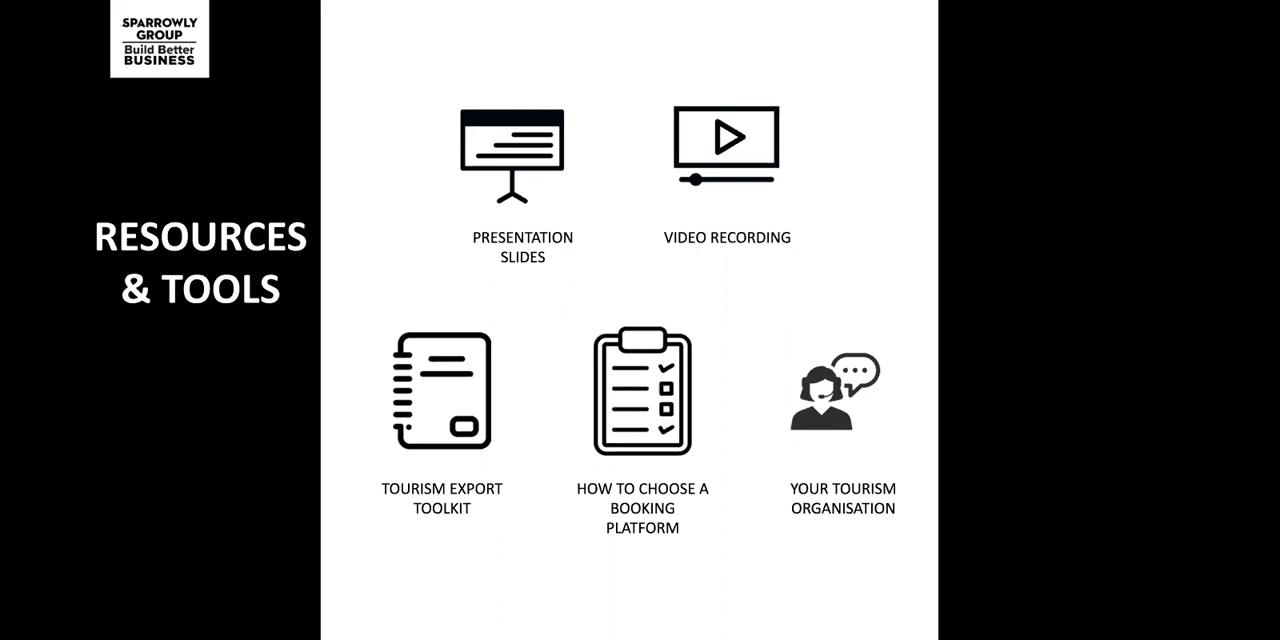 SPARROWLY
GROUP
Build Better
BUSINESS
RESOURCES
& TOOLS
PRESENTATION
SLIDES
VIDEO RECORDING
TOURISM EXPORT
TOOLKIT
HOW TO CHOOSE A
BOOKING
PLATFORM
YOUR TOURISM
ORGANISATION